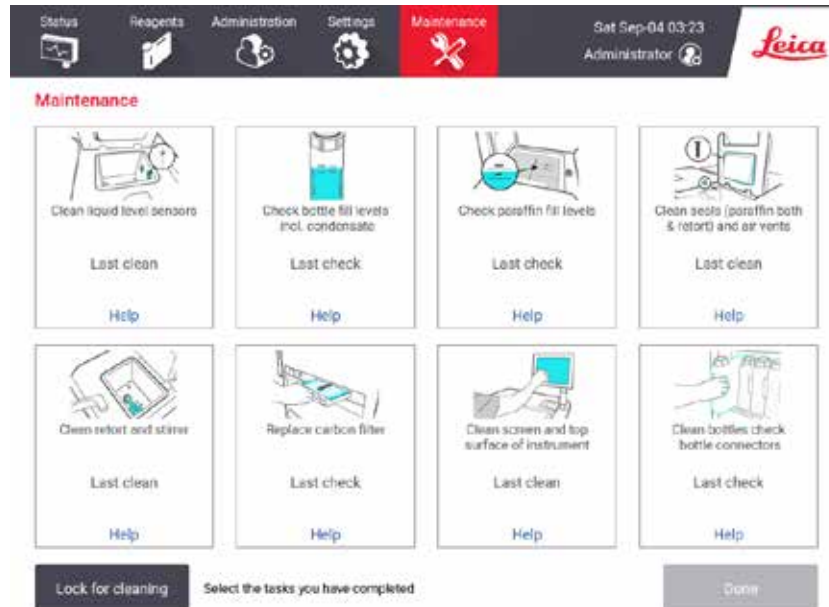 Status
Reagents
Administration
Settings
Maintenance
Sat Sep-04 03:23
Administrator
Leica
Maintenance
Clean liquid level sensors
Last clean
Help
Check bottle fill levels
incl. condensate
Last check
Help
Check paraffin fill levels
Last check
Help
Clean seals (paraffin bath
& retort) and air vents
Last clean
Help
Clean retort and stirrer
Last clean
Help
Replace carbon filter
Last check
Help
Clean screen and top
surface of instrument
Last clean
Help
Clean bottles check
bottle connectors
Last check
Help
Lock for cleaning
Select the tasks you have completed
Done